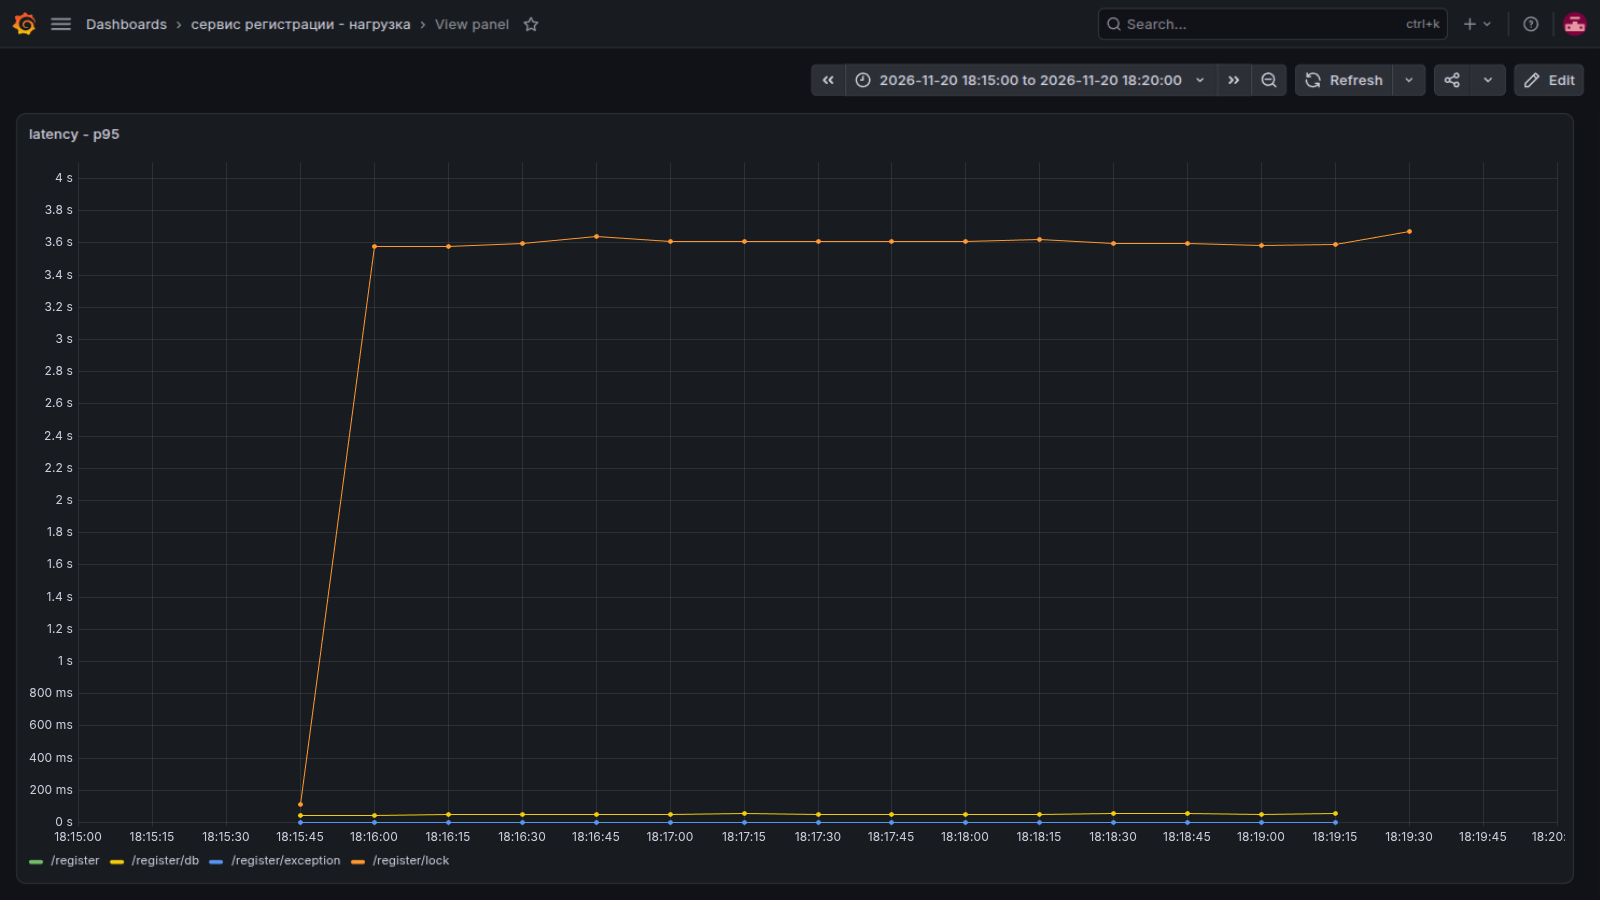 Dashboards › сервис регистрации - нагрузка › View panel
Search... ctrl+k
2026-11-20 18:15:00 to 2026-11-20 18:20:00
Refresh
Edit
latency - p95
4 s
3.8 s
3.6 s
3.4 s
3.2 s
3 s
2.8 s
2.6 s
2.4 s
2.2 s
2 s
1.8 s
1.6 s
1.4 s
1.2 s
1 s
800 ms
600 ms
400 ms
200 ms
0 s
18:15:00 18:15:15 18:15:30 18:15:45 18:16:00 18:16:15 18:16:30 18:16:45 18:17:00 18:17:15 18:17:30 18:17:45 18:18:00 18:18:15 18:18:30 18:18:45 18:19:00 18:19:15 18:19:30 18:19:45 18:20:
/register /register/db /register/exception /register/lock